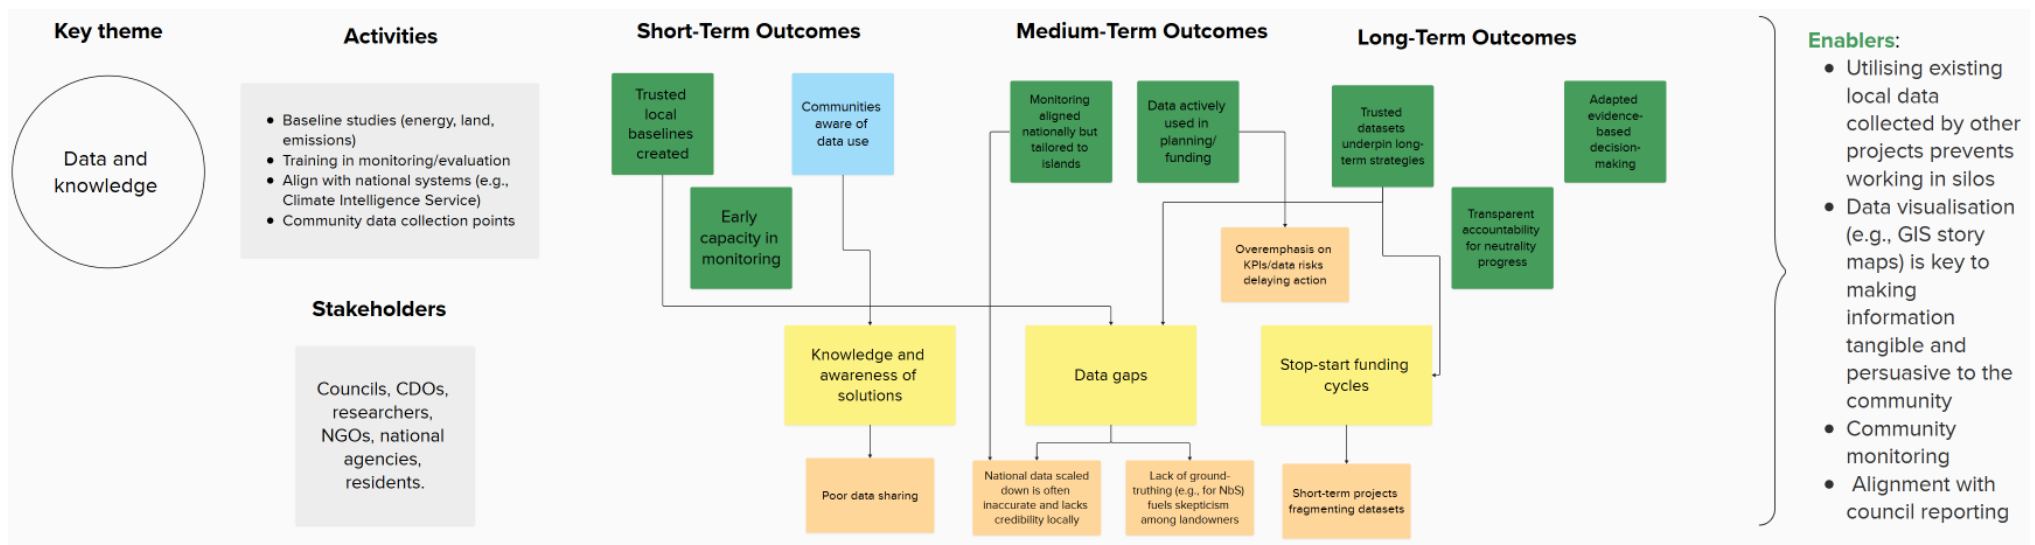 Key theme
Data and
knowledge
Activities
Baseline studies (energy, land,
emissions)
Training in monitoring/evaluation
Align with national systems (e.g.,
Climate Intelligence Service)
Community data collection points
Stakeholders
Councils, CDOs,
researchers,
NGOs, national
agencies,
residents.
Short-Term Outcomes
Trusted
local
baselines
created
Communities
aware of
data use
Early
capacity in
monitoring
Medium-Term Outcomes
Monitoring
aligned
nationally but
tailored to
islands
Data actively
used in
planning/
funding
Long-Term Outcomes
Trusted
datasets
underpin long-
term strategies
Adapted
evidence-
based
decision-
making
Transparent
accountability
for neutrality
progress
Overemphasis on
KPIs/data risks
delaying action
Knowledge and
awareness of
solutions
Data gaps
Stop-start funding
cycles
Poor data sharing
National data scaled
down is often
inaccurate and lacks
credibility locally
Lack of ground-
truthing (e.g., for NbS)
fuels skepticism
among landowners
Short-term projects
fragmenting datasets
Enablers:
Utilising existing
local data
collected by other
projects prevents
working in silos
Data visualisation
(e.g., GIS story
maps) is key to
making
information
tangible and
persuasive to the
community
Community
monitoring
Alignment with
council reporting